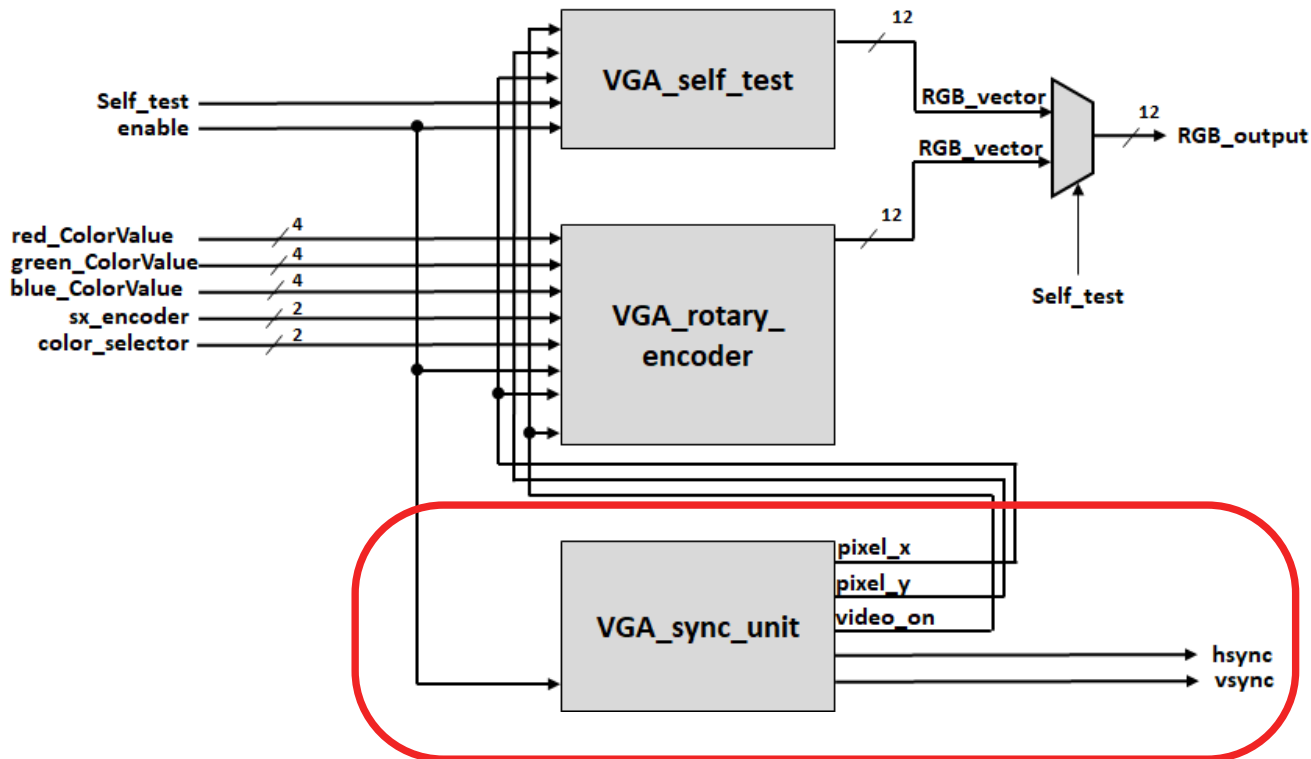 12
VGA_self_test
Self_test
enable
RGB_vector
12
RGB_output
RGB_vector
12
red_ColorValue
4
green_ColorValue
4
blue_ColorValue
4
sx_encoder
2
color_selector
2
VGA_rotary_
encoder
Self_test
pixel_x
pixel_y
video_on
VGA_sync_unit
hsync
vsync